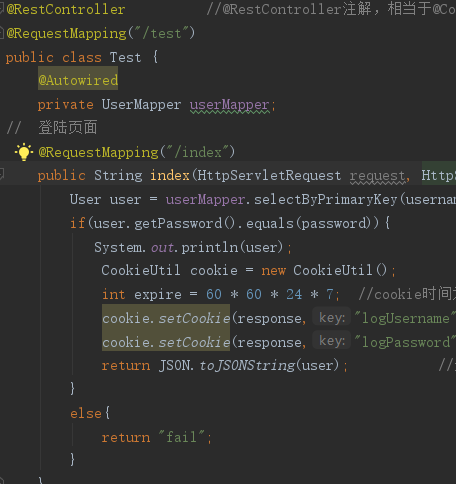 @RestController //@RestController注解，相当于@Co
@RequestMapping("/test")
public class Test {
@Autowired
private UserMapper userMapper;
// 登陆页面
@RequestMapping("/index")
public String index(HttpServletRequest request, HttpS
User user = userMapper.selectByPrimaryKey(userna
if(user.getPassword().equals(password)){
System.out.println(user);
CookieUtil cookie = new CookieUtil();
int expire = 60 * 60 * 24 * 7; //cookie时间
cookie.setCookie(response, key: "logUsername"
cookie.setCookie(response, key: "logPassword"
return JSON.toJSONString(user); //
}
else{
return "fail";
}
}